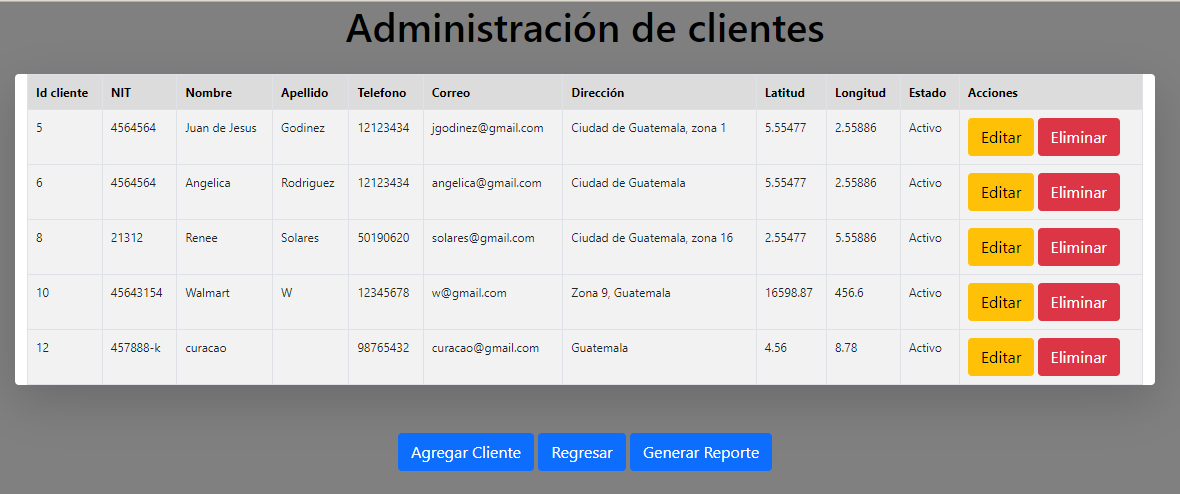 Administración de clientes
Id cliente NIT Nombre Apellido Telefono Correo Dirección Latitud Longitud Estado Acciones
5 4564564 Juan de Jesus Godinez 12123434 jgodinez@gmail.com Ciudad de Guatemala, zona 1 5.55477 2.55886 Activo Editar Eliminar
6 4564564 Angelica Rodriguez 12123434 angelica@gmail.com Ciudad de Guatemala 5.55477 2.55886 Activo Editar Eliminar
8 21312 Renee Solares 50190620 solares@gmail.com Ciudad de Guatemala, zona 16 2.55477 5.55886 Activo Editar Eliminar
10 45643154 Walmart W 12345678 w@gmail.com Zona 9, Guatemala 16598.87 456.6 Activo Editar Eliminar
12 457888-k curacao 98765432 curacao@gmail.com Guatemala 4.56 8.78 Activo Editar Eliminar
Agregar Cliente Regresar Generar Reporte